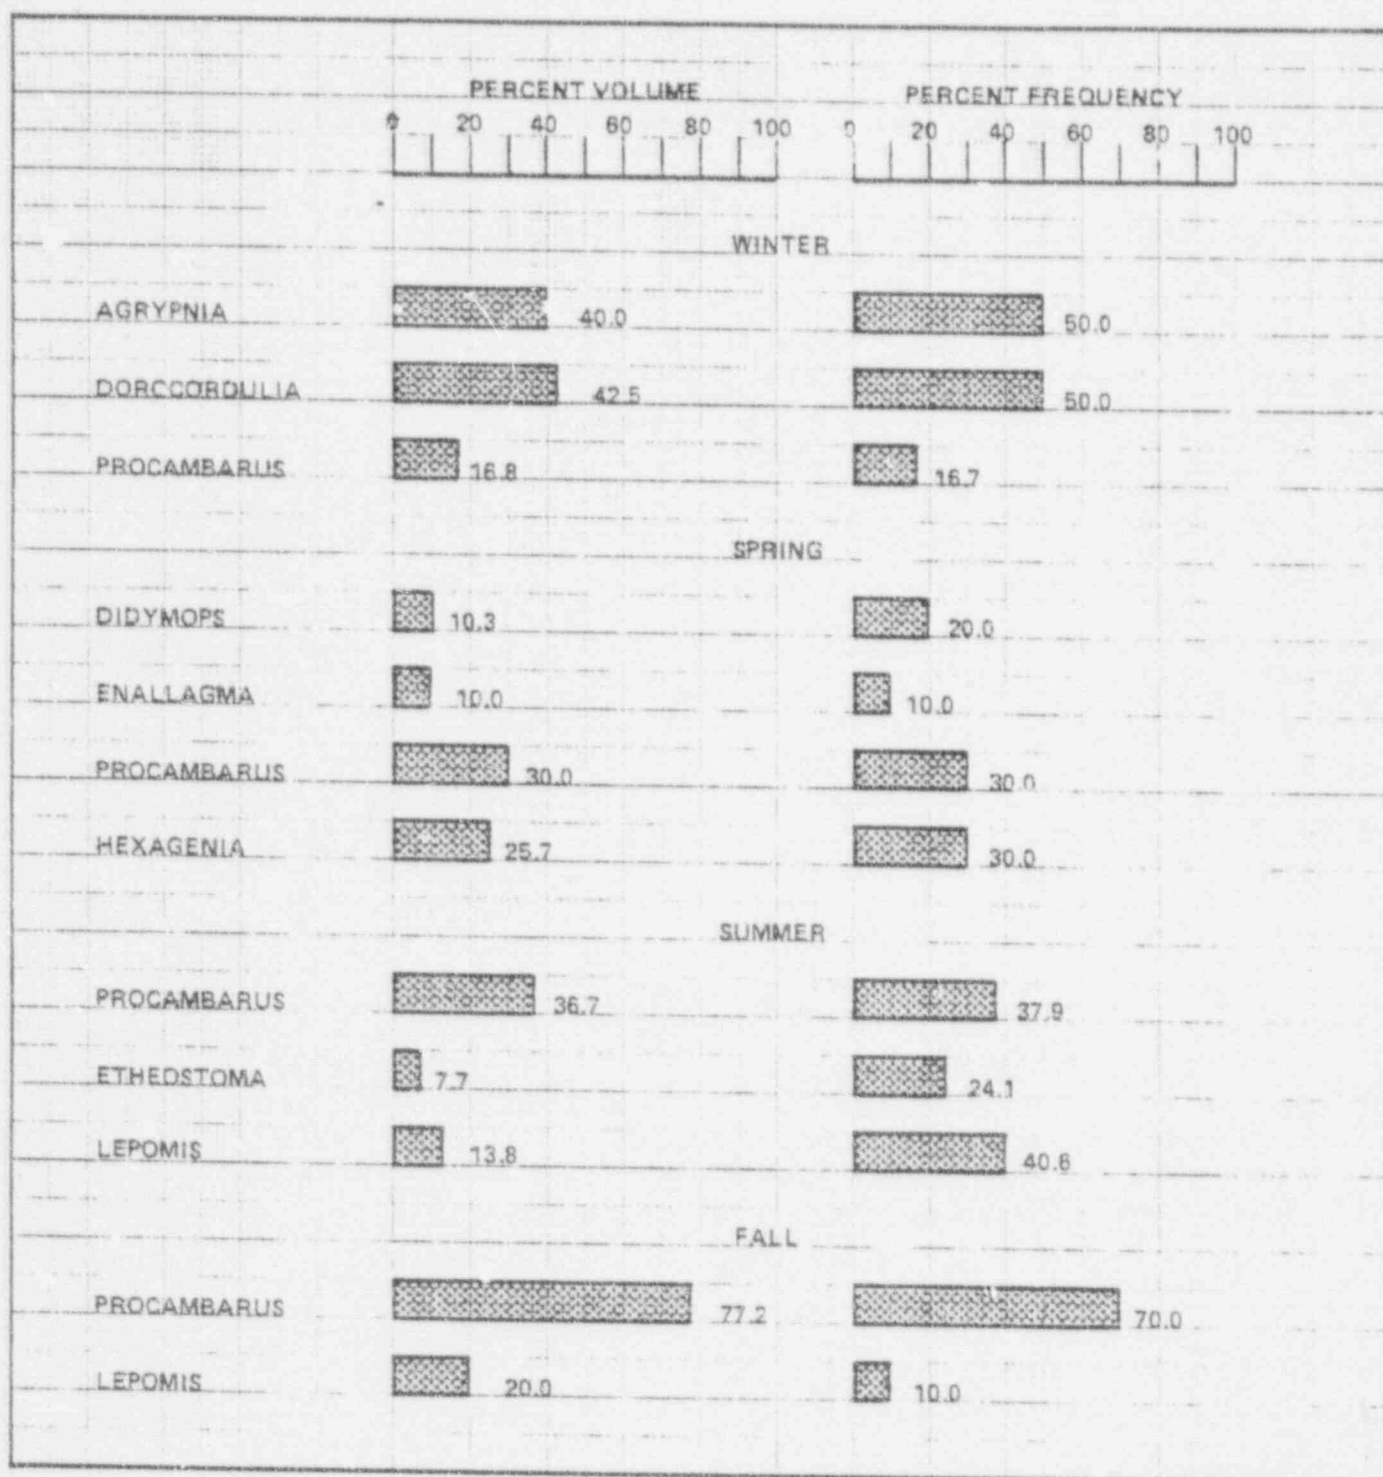 PERCENT VOLUME PERCENT FREQUENCY
0 20 40 60 80 100 0 20 40 60 80 100
WINTER
AGRYPNIA 40.0 50.0
DORCCORDULIA 42.5 50.0
PROCAMBARUS 16.8 16.7
SPRING
DIDYMOPS 10.3 20.0
ENALLAGMA 10.0 10.0
PROCAMBARUS 30.0 30.0
HEXAGENIA 25.7 30.0
SUMMER
PROCAMBARUS 36.7 37.9
ETHEOSTOMA 7.7 24.1
LEPOMIS 13.8 40.6
FALL
PROCAMBARUS 77.2 70.0
LEPOMIS 20.0 10.0